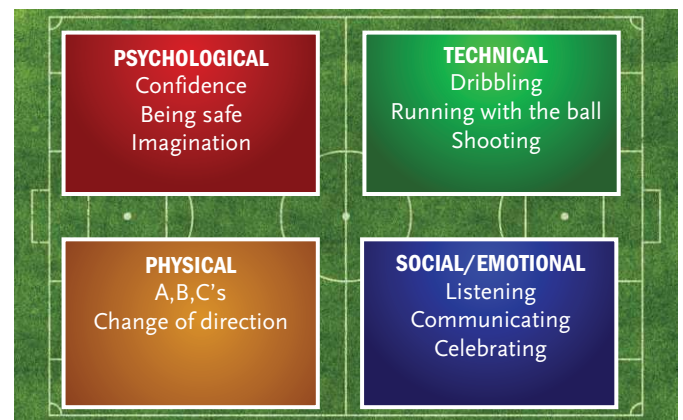 PSYCHOLOGICAL
Confidence
Being safe
Imagination
TECHNICAL
Dribbling
Running with the ball
Shooting
PHYSICAL
A,B,C’s
Change of direction
SOCIAL/EMOTIONAL
Listening
Communicating
Celebrating